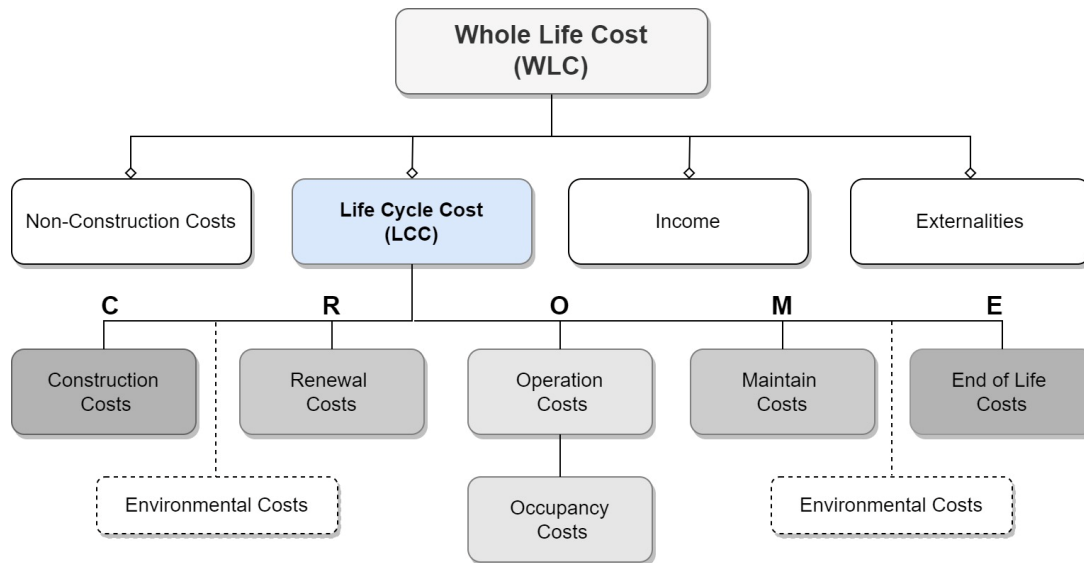 Whole Life Cost
(WLC)
Non-Construction Costs
Life Cycle Cost
(LCC)
Income
Externalities
C
R
O
M
E
Construction
Costs
Renewal
Costs
Operation
Costs
Maintain
Costs
End of Life
Costs
Environmental Costs
Occupancy
Costs
Environmental Costs